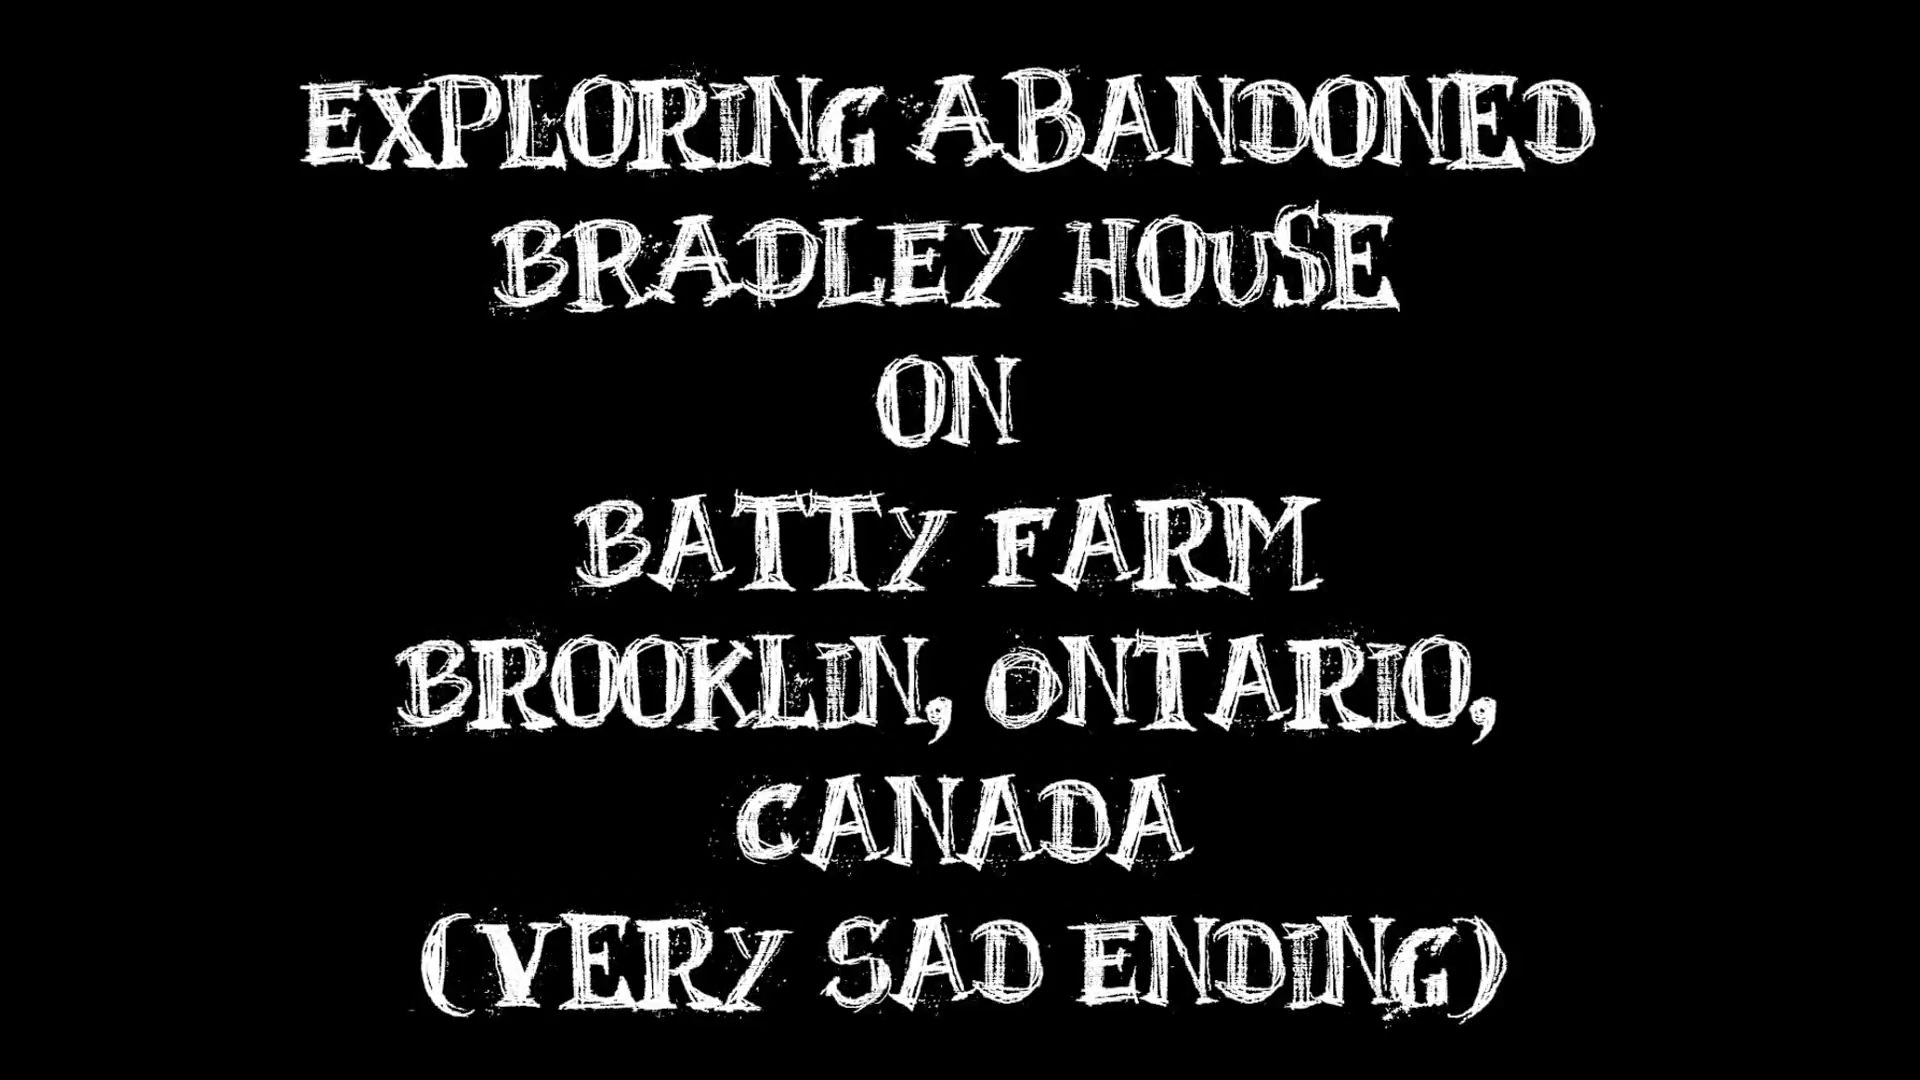 EXPLORING ABANDONED
BRADLEY HOUSE
ON
BATTY FARM
BROOKLIN, ONTARIO,
CANADA
(VERY SAD ENDING)